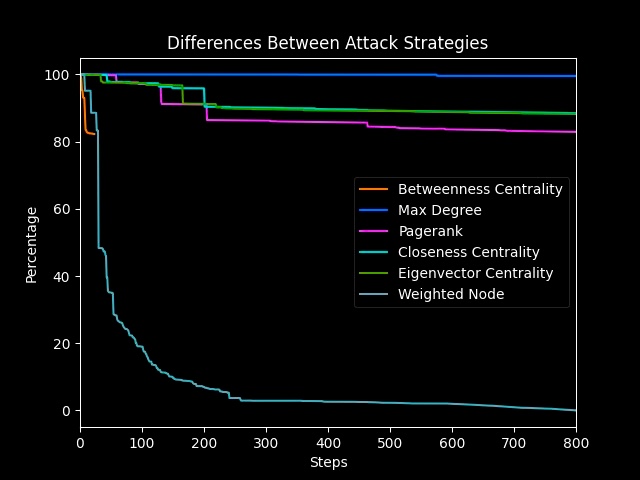 Differences Between Attack Strategies
Percentage
100
80
60
40
20
0
Betweenness Centrality
Max Degree
Pagerank
Closeness Centrality
Eigenvector Centrality
Weighted Node
0 100 200 300 400 500 600 700 800
Steps